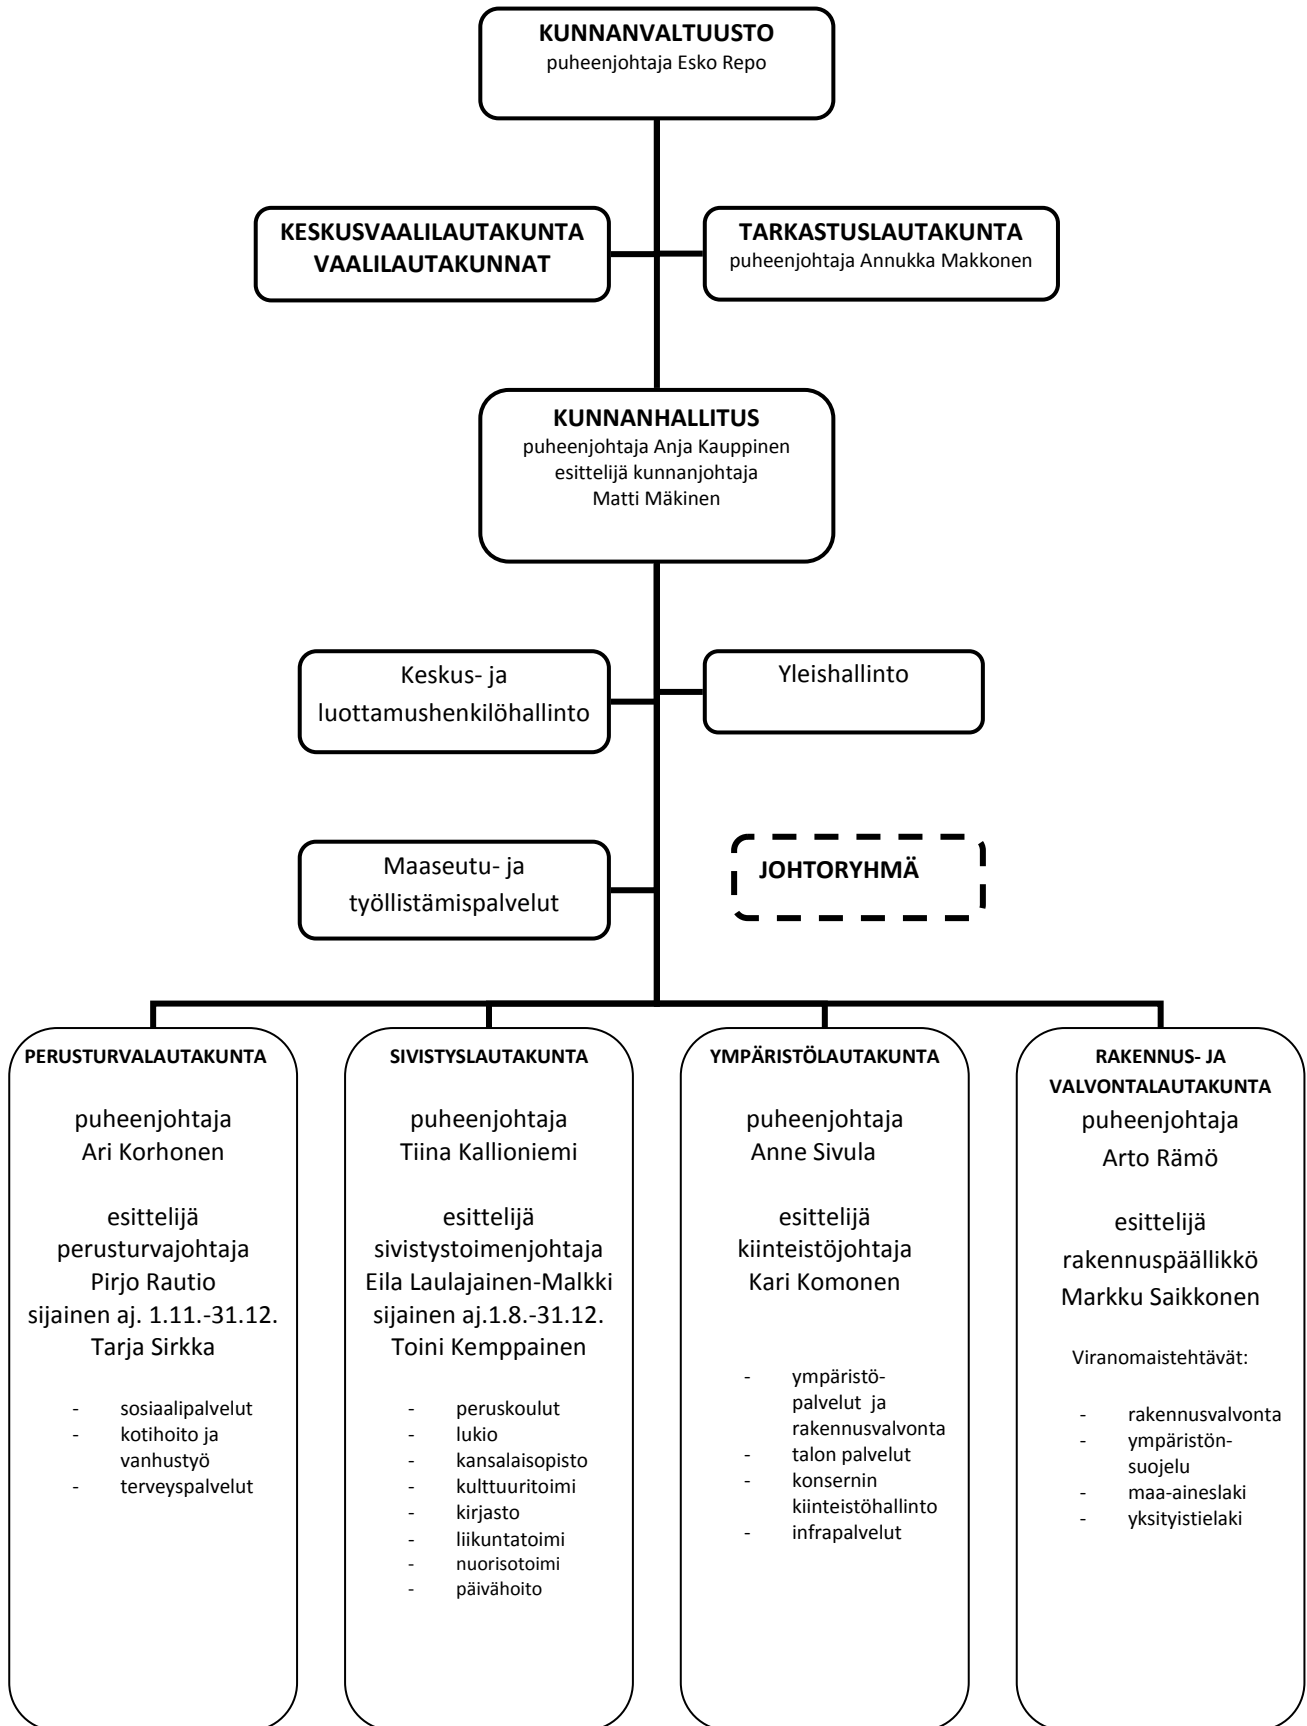 KUNNANVALTUUSTO
puheenjohtaja Esko Repo
KESKUSVAALILAUTAKUNTA
VAALILAUTAKUNNAT
TARKASTUSLAUTAKUNTA
puheenjohtaja Annukka Makkonen
KUNNANHALLITUS
puheenjohtaja Anja Kauppinen
esittelijä kunnanjohtaja
Matti Mäkinen
Keskus- ja
luottamushenkilöhallinto
Yleishallinto
Maaseutu- ja
työllistämispalvelut
JOHTORYHMÄ
PERUSTURVALAUTAKUNTA
puheenjohtaja
Ari Korhonen
esittelijä
perusturvajohtaja
Pirjo Rautio
sijainen aj. 1.11.-31.12.
Tarja Sirkka
- sosiaalipalvelut
- kotihoito ja
vanhustyö
- terveyspalvelut
SIVISTYSLAUTAKUNTA
puheenjohtaja
Tiina Kallioniemi
esittelijä
sivistystoimenjohtaja
Eila Laulajainen-Malkki
sijainen aj.1.8.-31.12.
Toini Kemppainen
- peruskoulut
- lukio
- kansalaisopisto
- kulttuuritoimi
- kirjasto
- liikuntatoimi
- nuorisotoimi
- päivähoito
YMPÄRISTÖLAUTAKUNTA
puheenjohtaja
Anne Sivula
esittelijä
kiinteistöjohtaja
Kari Komonen
- ympäristö-
palvelut ja
rakennusvalvonta
- talon palvelut
- konsernin
kiinteistöhallinto
- infrapalvelut
RAKENNUS- JA
VALVONTALAUTAKUNTA
puheenjohtaja
Arto Rämö
esittelijä
rakennuspäällikkö
Markku Saikkonen
Viranomaistehtävät:
- rakennusvalvonta
- ympäristön-
suojelu
- maa-aineslaki
- yksityistielaki